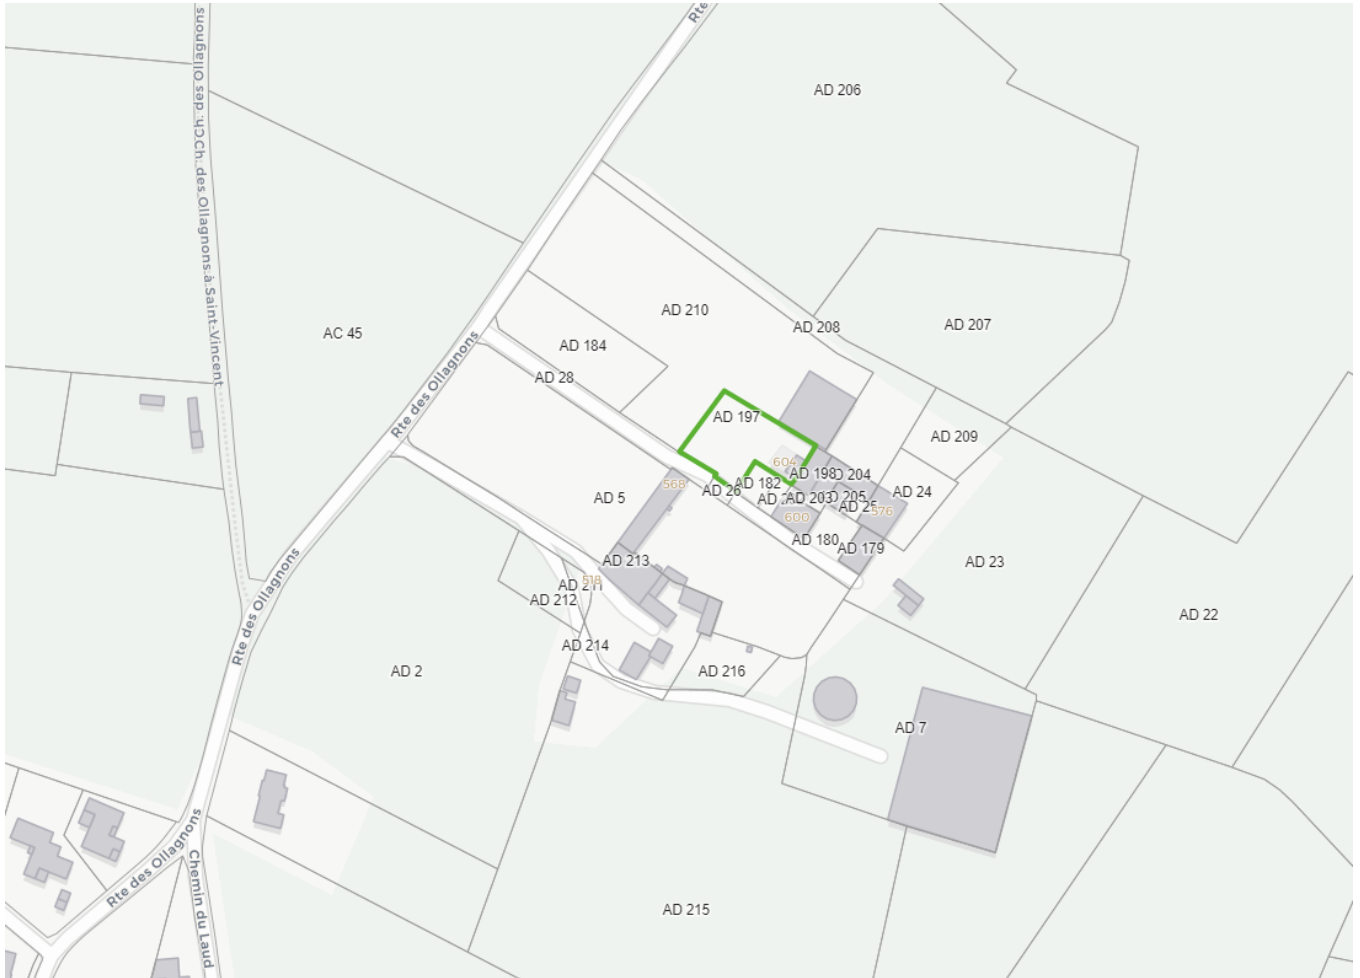 Rte
AD 206
Ch. des Ollagnons
Ch. des Ollagnons à Saint-Vincent
AD 210
AD 208
AD 207
AC 45
AD 184
Rte des Ollagnons
AD 28
AD 197
AD 209
604
AD 198
AD 204
568
AD 26
AD 182
AD 203
AD 205
AD 24
AD 5
AD 25
576
600
AD 180
AD 179
AD 213
AD 23
518
AD 211
AD 212
Rte des Ollagnons
AD 22
AD 214
AD 2
AD 216
AD 7
Rte des Ollagnons
Chemin du Laud
AD 215